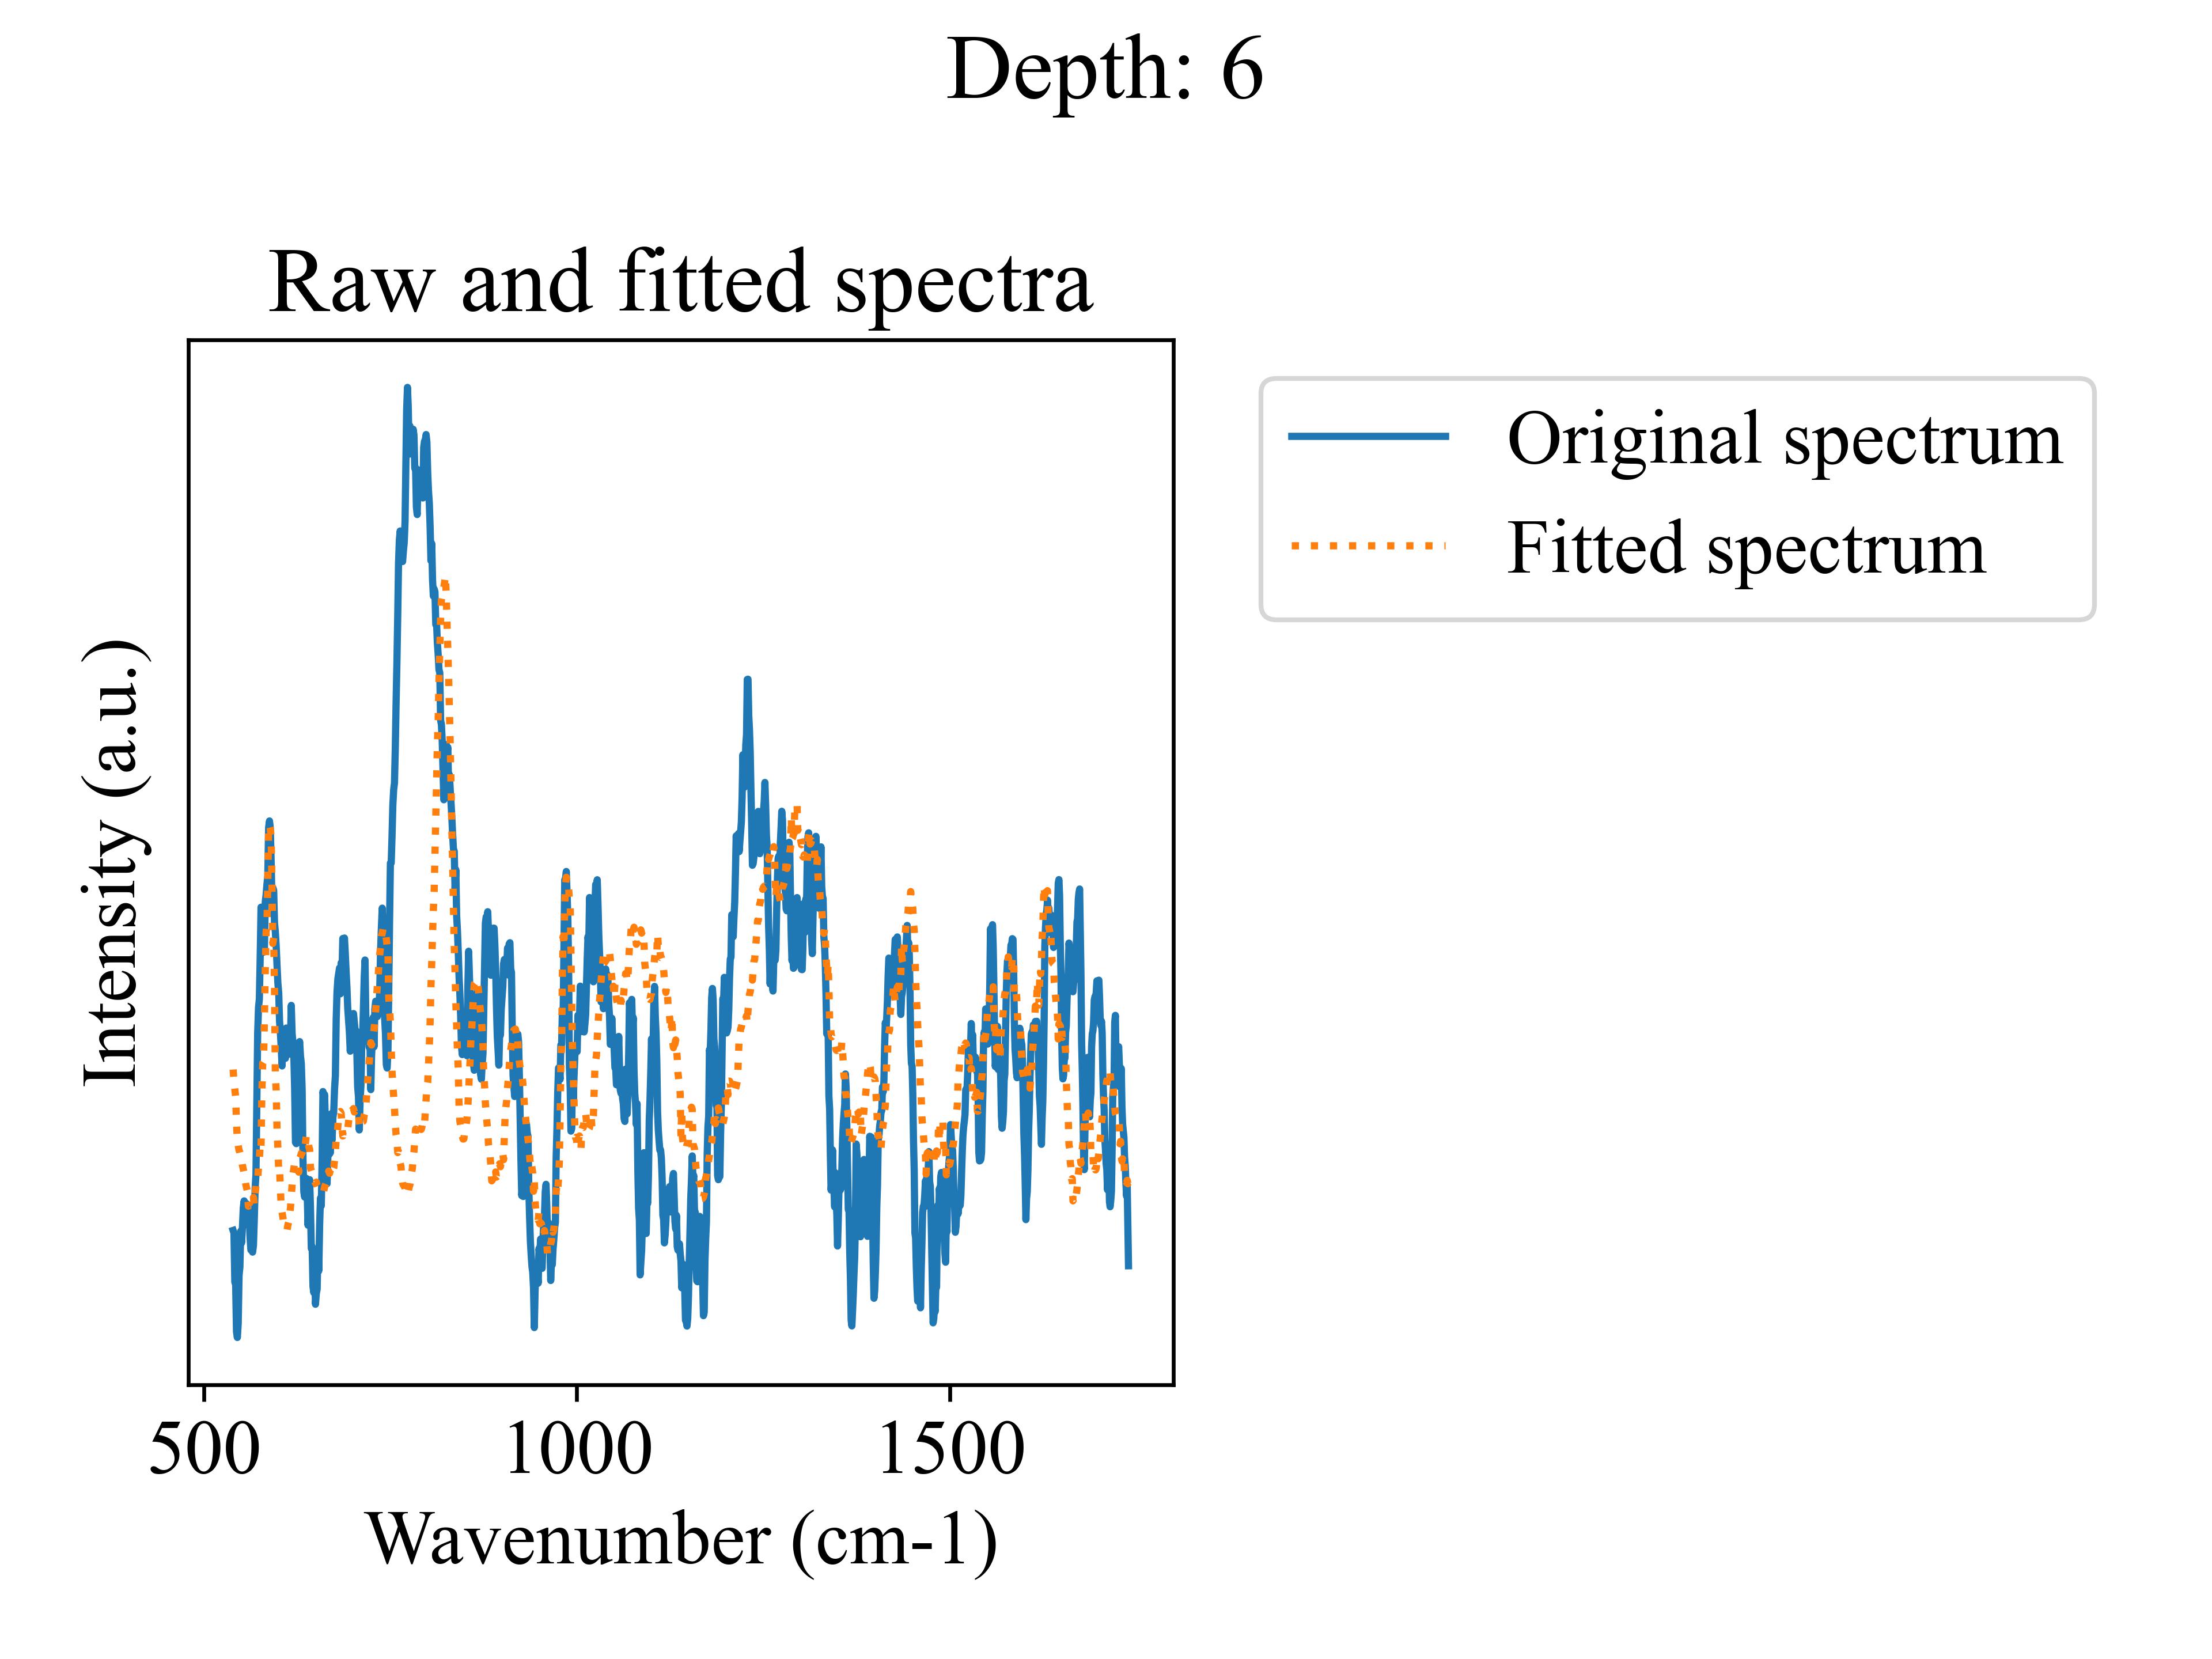 Depth: 6
Raw and fitted spectra
Original spectrum
Fitted spectrum
Intensity (a.u.)
500 1000 1500
Wavenumber (cm-1)